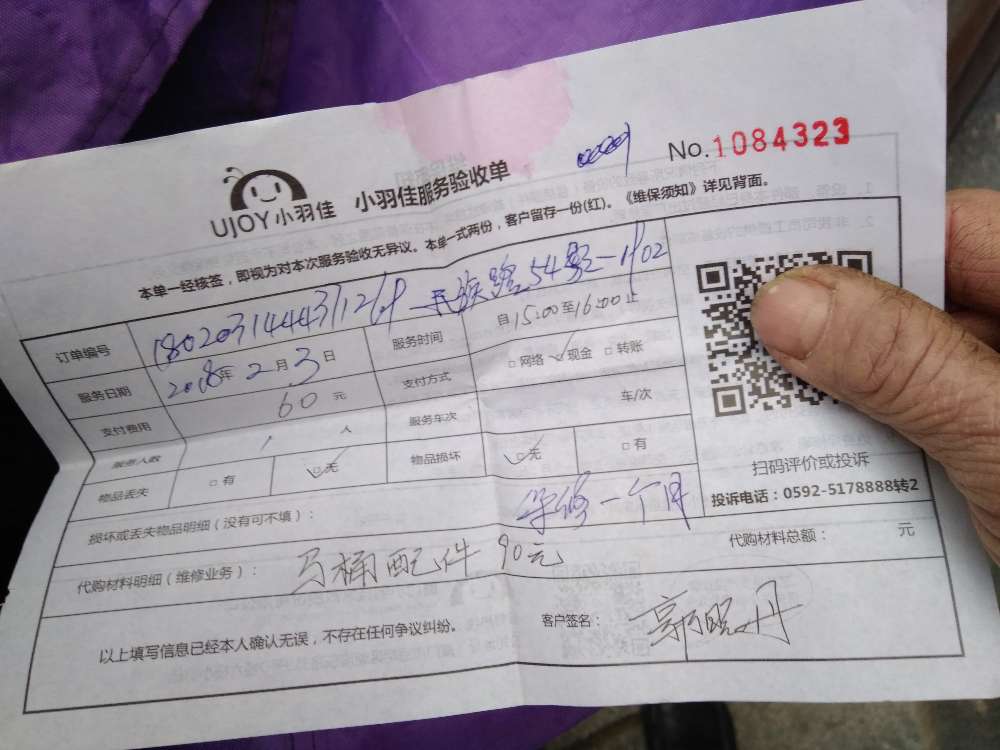 UJOY小羽佳 小羽佳服务验收单
No.1084323
本单一经核签，即视为对本次服务验收无异议。本单一式两份，客户留存一份(红)。《维保须知》详见背面。
订单编号 民族路54号
服务日期 2018年2月3日 服务时间 自15:00至16:00止
支付费用 60元 支付方式 □网络 □现金 □转账
服务人数 1人 服务车次 车/次
物品丢失 □有 □无 物品损坏 □无 □有
扫码评价或投诉
投诉电话：0592-5178888转2
损坏或丢失物品明细（没有可不填）： 保修一个月
代购材料明细（维修业务）： 马桶配件 90元 代购材料总额： 元
以上填写信息已经本人确认无误，不存在任何争议纠纷。 客户签名：